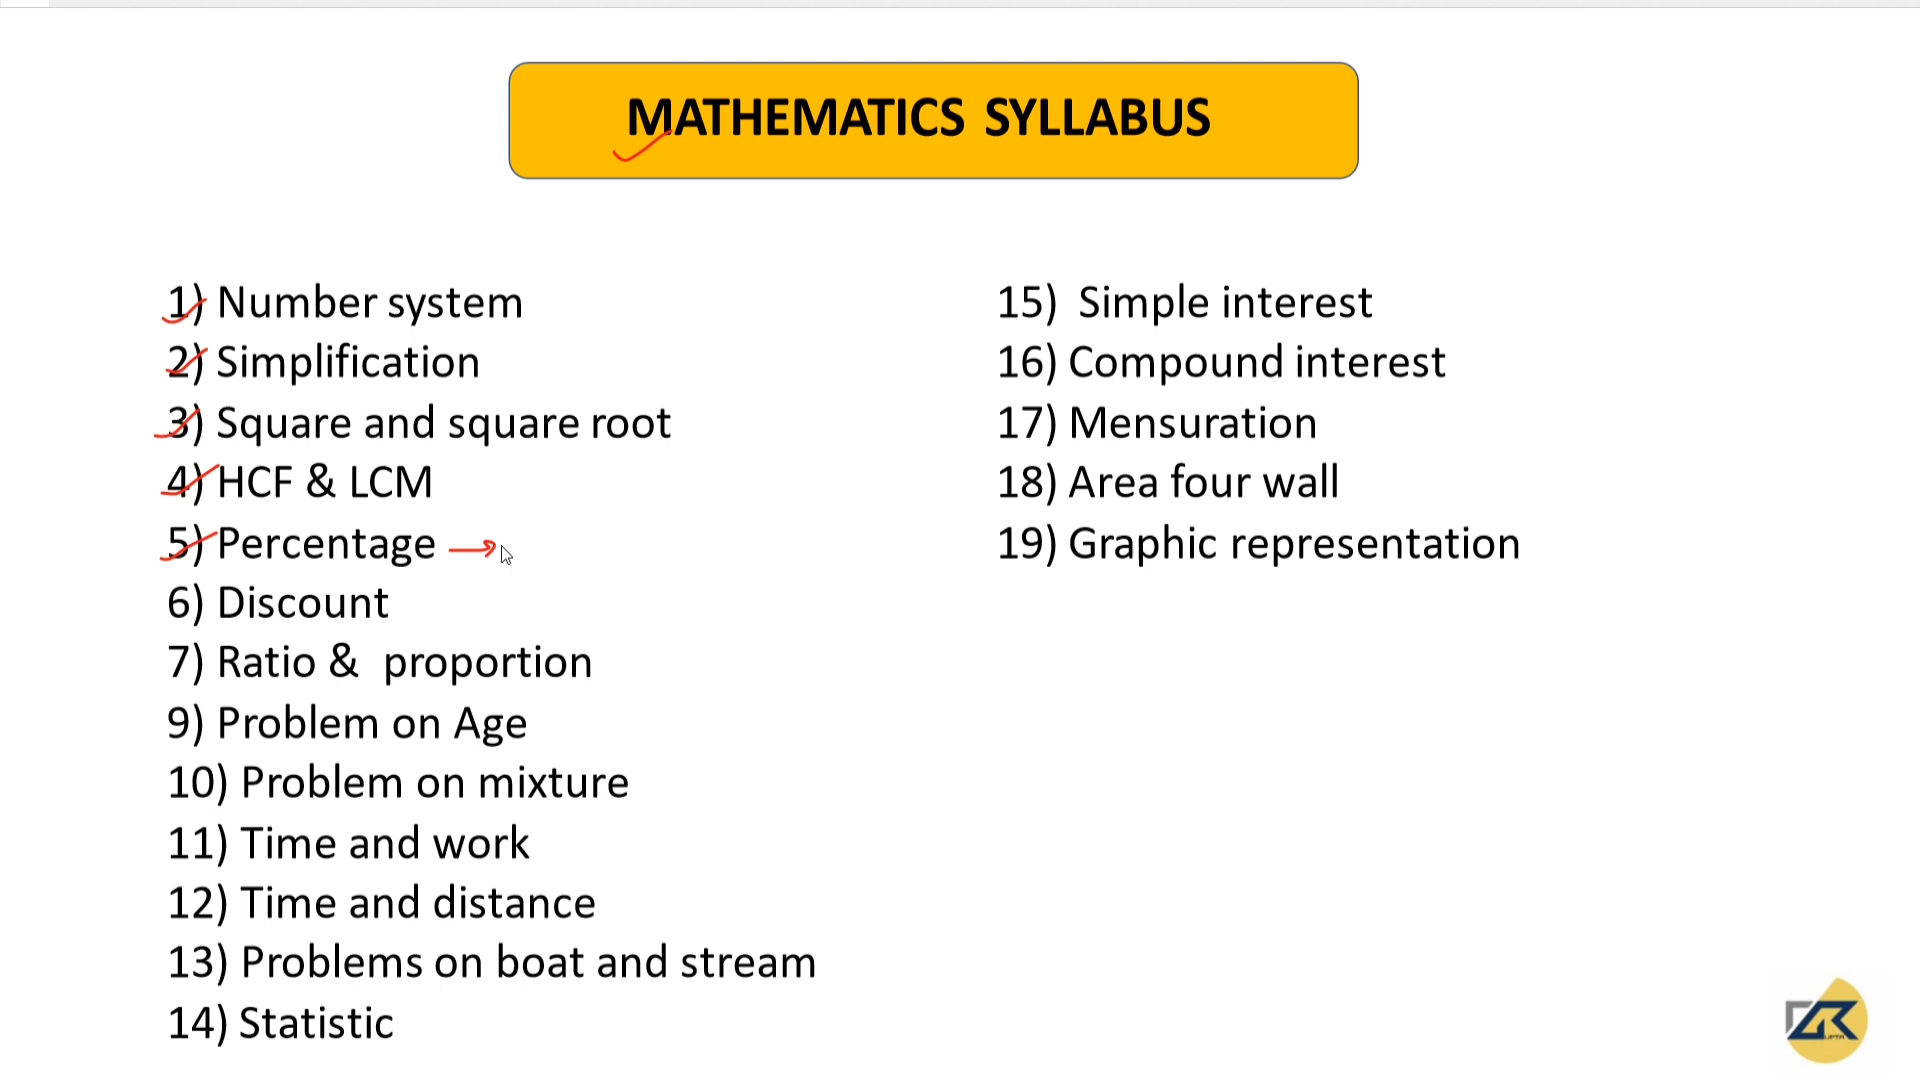 MATHEMATICS SYLLABUS
1) Number system
2) Simplification
3) Square and square root
4) HCF & LCM
5) Percentage
6) Discount
7) Ratio & proportion
9) Problem on Age
10) Problem on mixture
11) Time and work
12) Time and distance
13) Problems on boat and stream
14) Statistic
15) Simple interest
16) Compound interest
17) Mensuration
18) Area four wall
19) Graphic representation